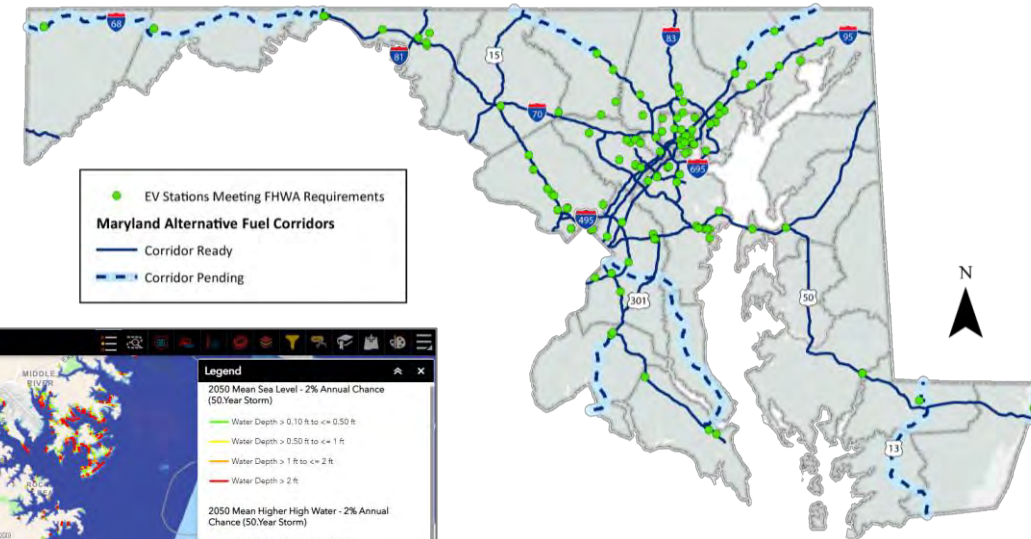 68
81
15
83
95
70
695
495
301
50
13
N
EV Stations Meeting FHWA Requirements
Maryland Alternative Fuel Corridors
Corridor Ready
Corridor Pending
MIDDLE
RIVER
Legend
2050 Mean Sea Level - 2% Annual Chance
(50.Year Storm)
Water Depth > 0.10 ft to <= 0.50 ft
Water Depth > 0.50 ft to <= 1 ft
Water Depth > 1 ft to <= 2 ft
Water Depth > 2 ft
2050 Mean Higher High Water - 2% Annual
Chance (50.Year Storm)